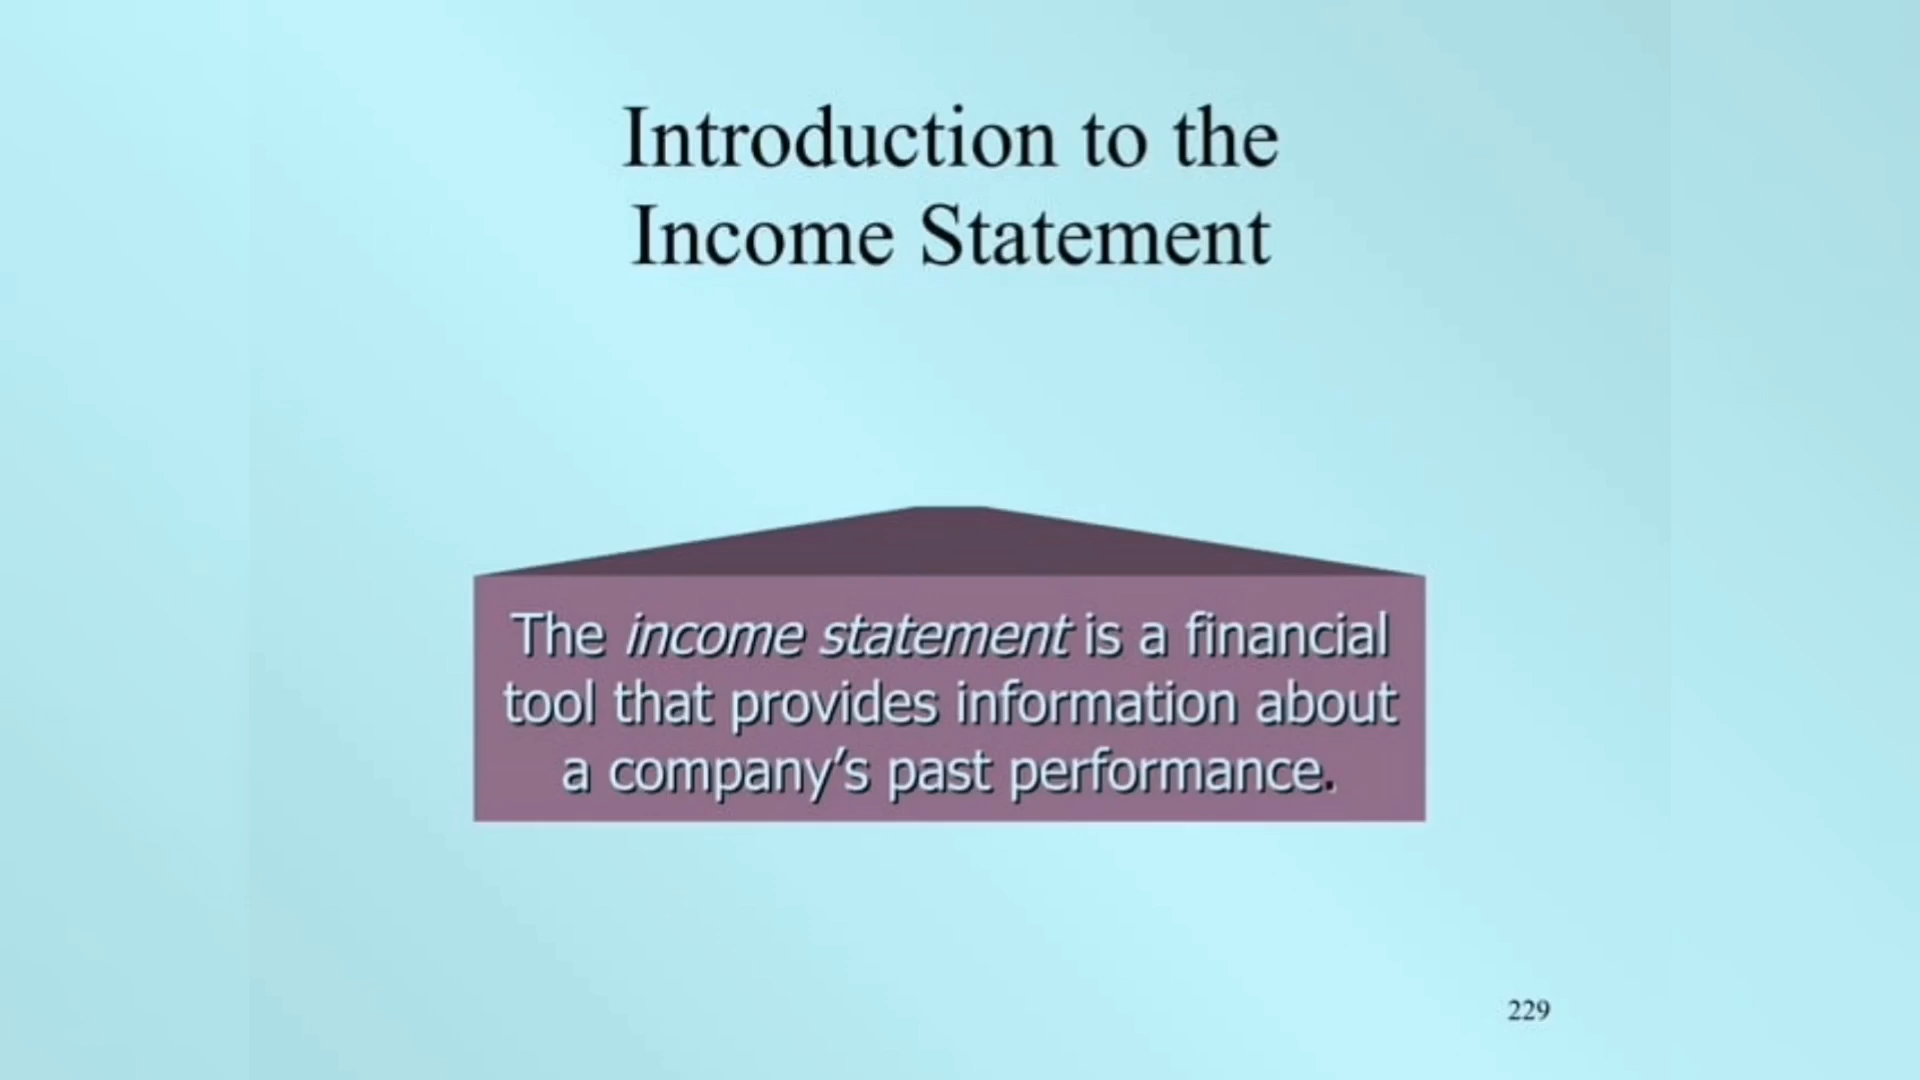 Introduction to the
Income Statement
The income statement is a financial
tool that provides information about
a company’s past performance.
229